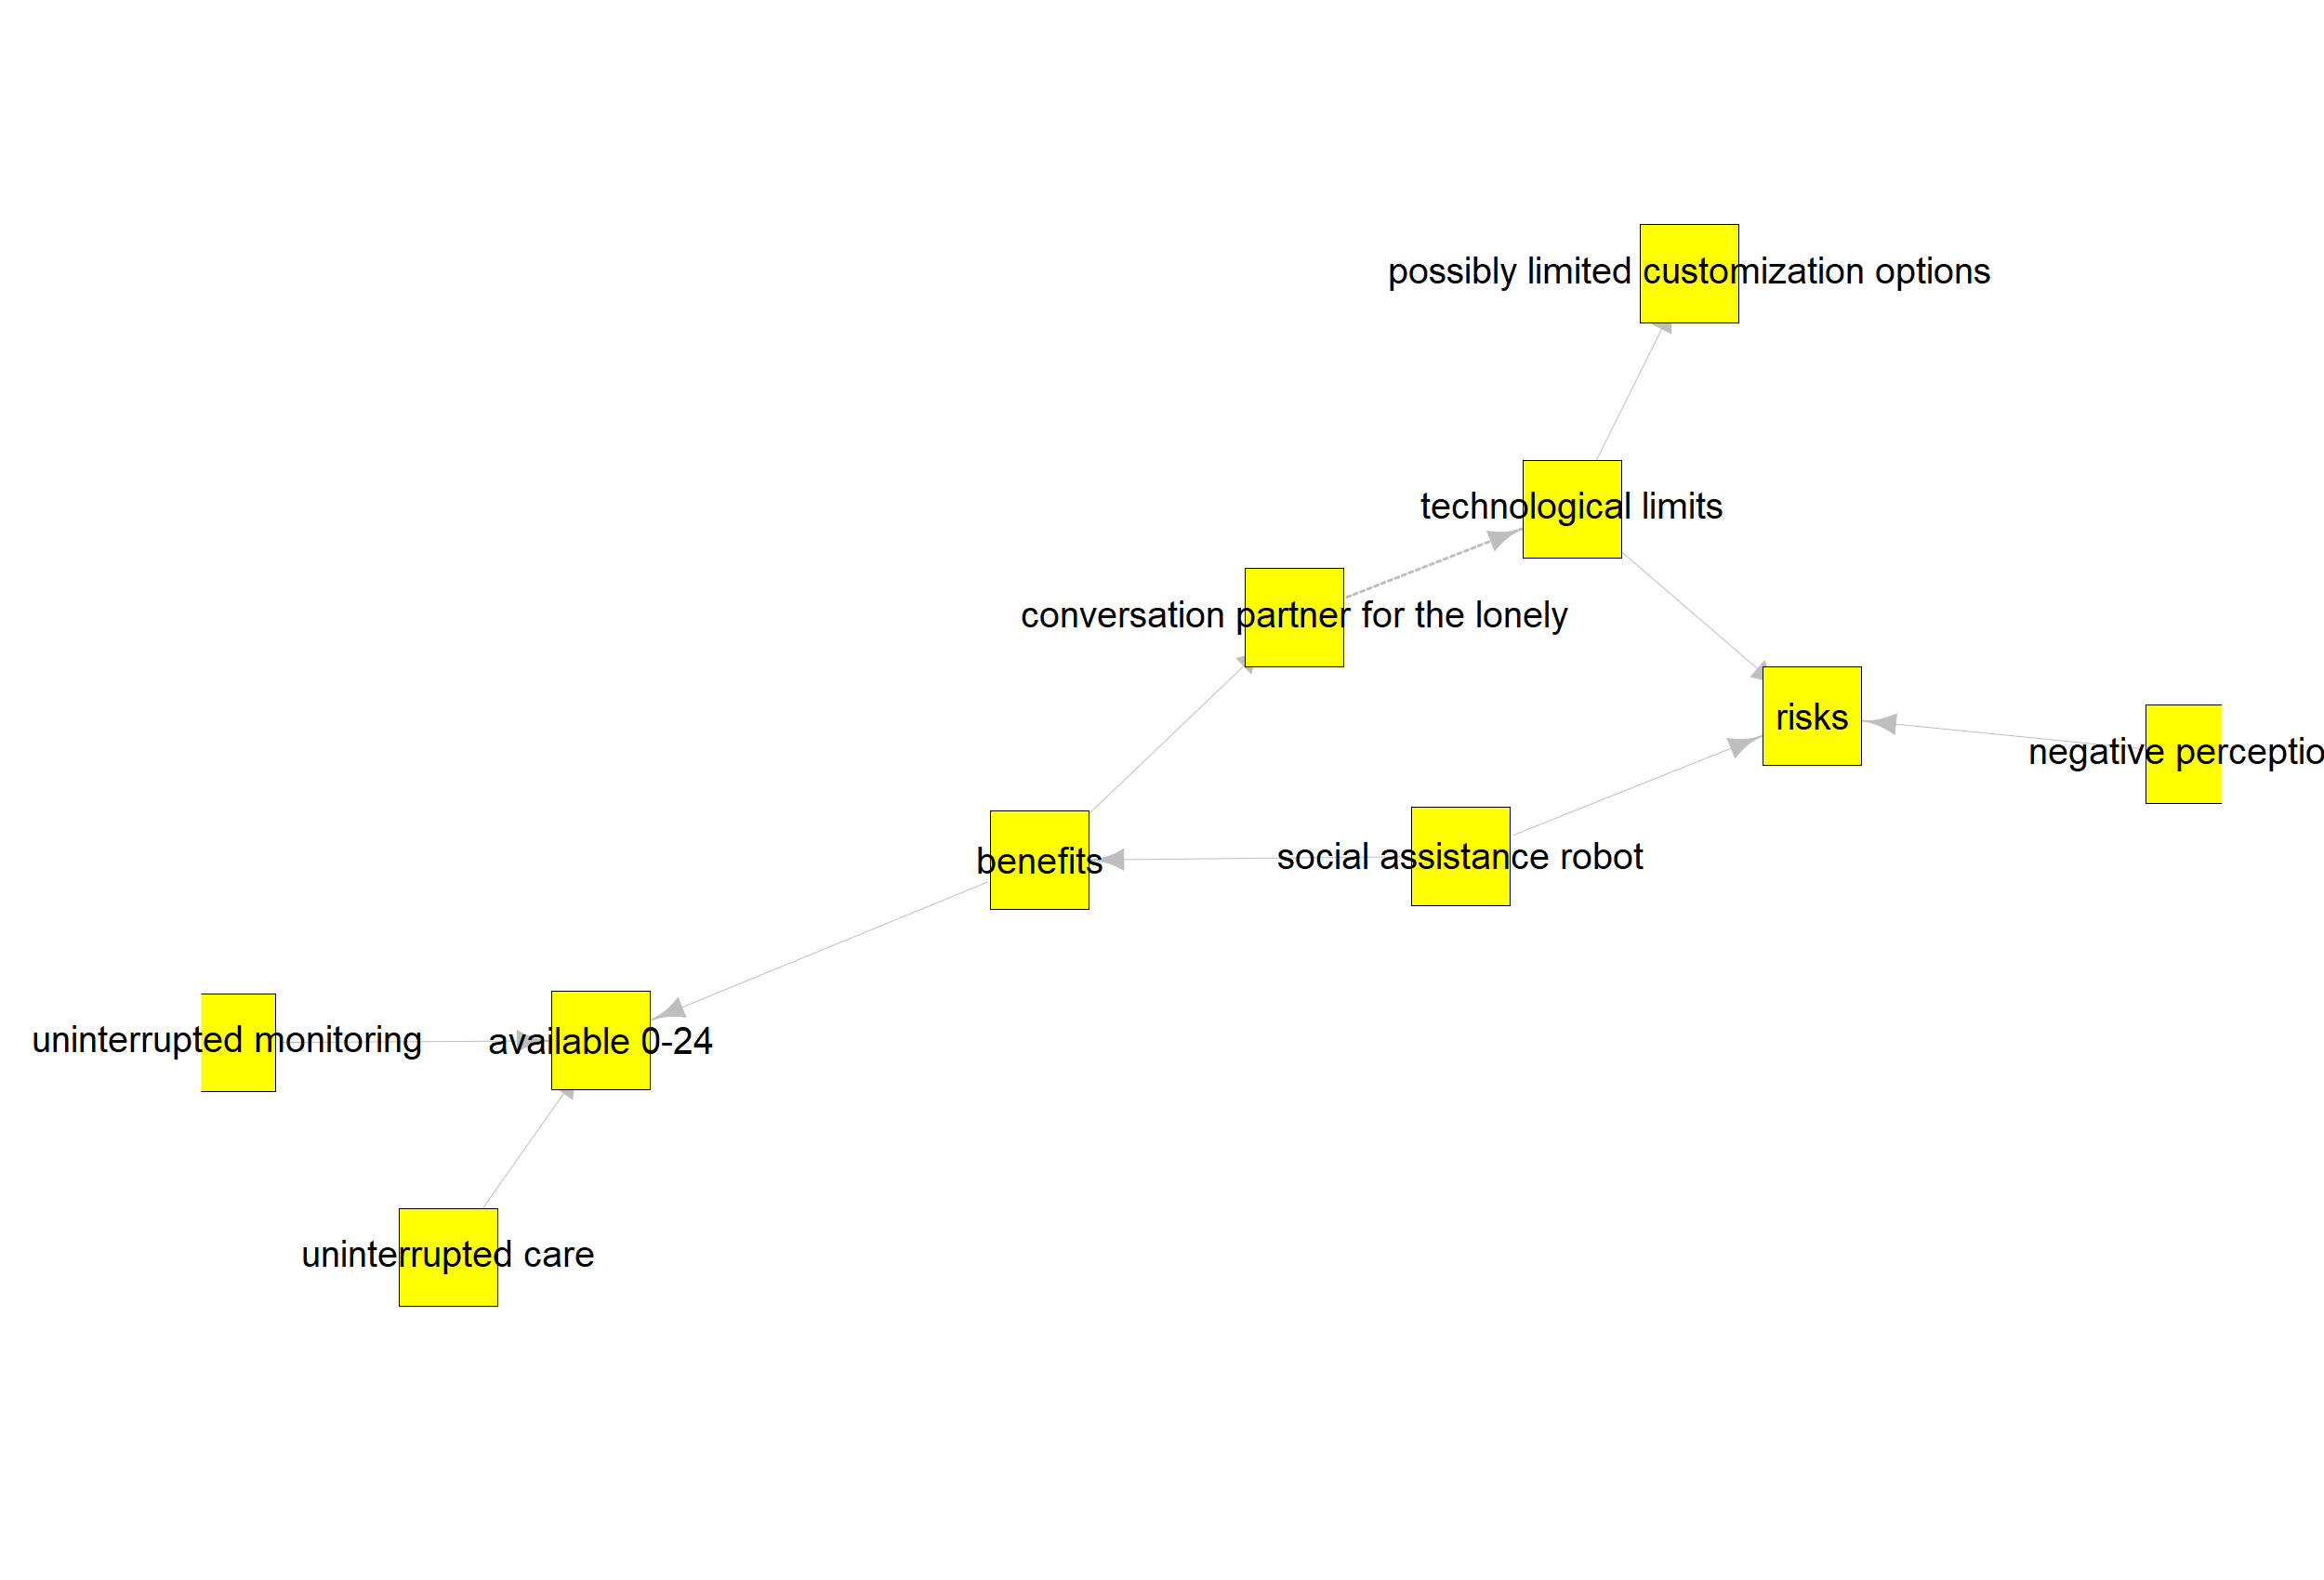 possibly limited customization options
technological limits
conversation partner for the lonely
risks
negative perceptio
benefits
social assistance robot
uninterrupted monitoring
available 0-24
uninterrupted care